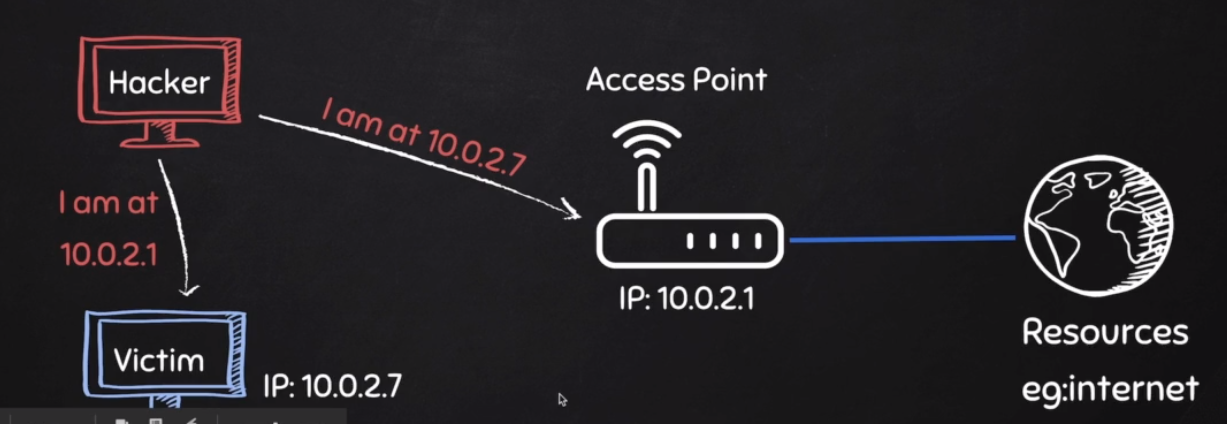 Hacker
Access Point
I am at 10.0.2.7
I am at
10.0.2.1
IP: 10.0.2.1
Victim
IP: 10.0.2.7
Resources
eg:internet